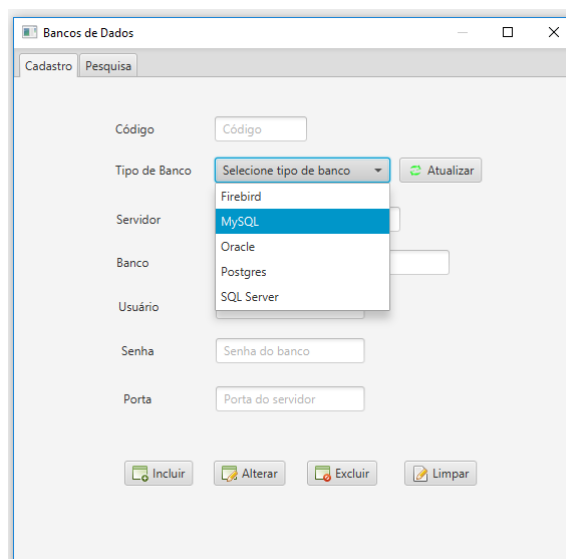 Bancos de Dados
Cadastro Pesquisa
Código Código
Tipo de Banco Selecione tipo de banco Atualizar
Firebird
Servidor MySQL
Oracle
Banco
Postgres
SQL Server
Usuário
Senha Senha do banco
Porta Porta do servidor
Incluir Alterar Excluir Limpar